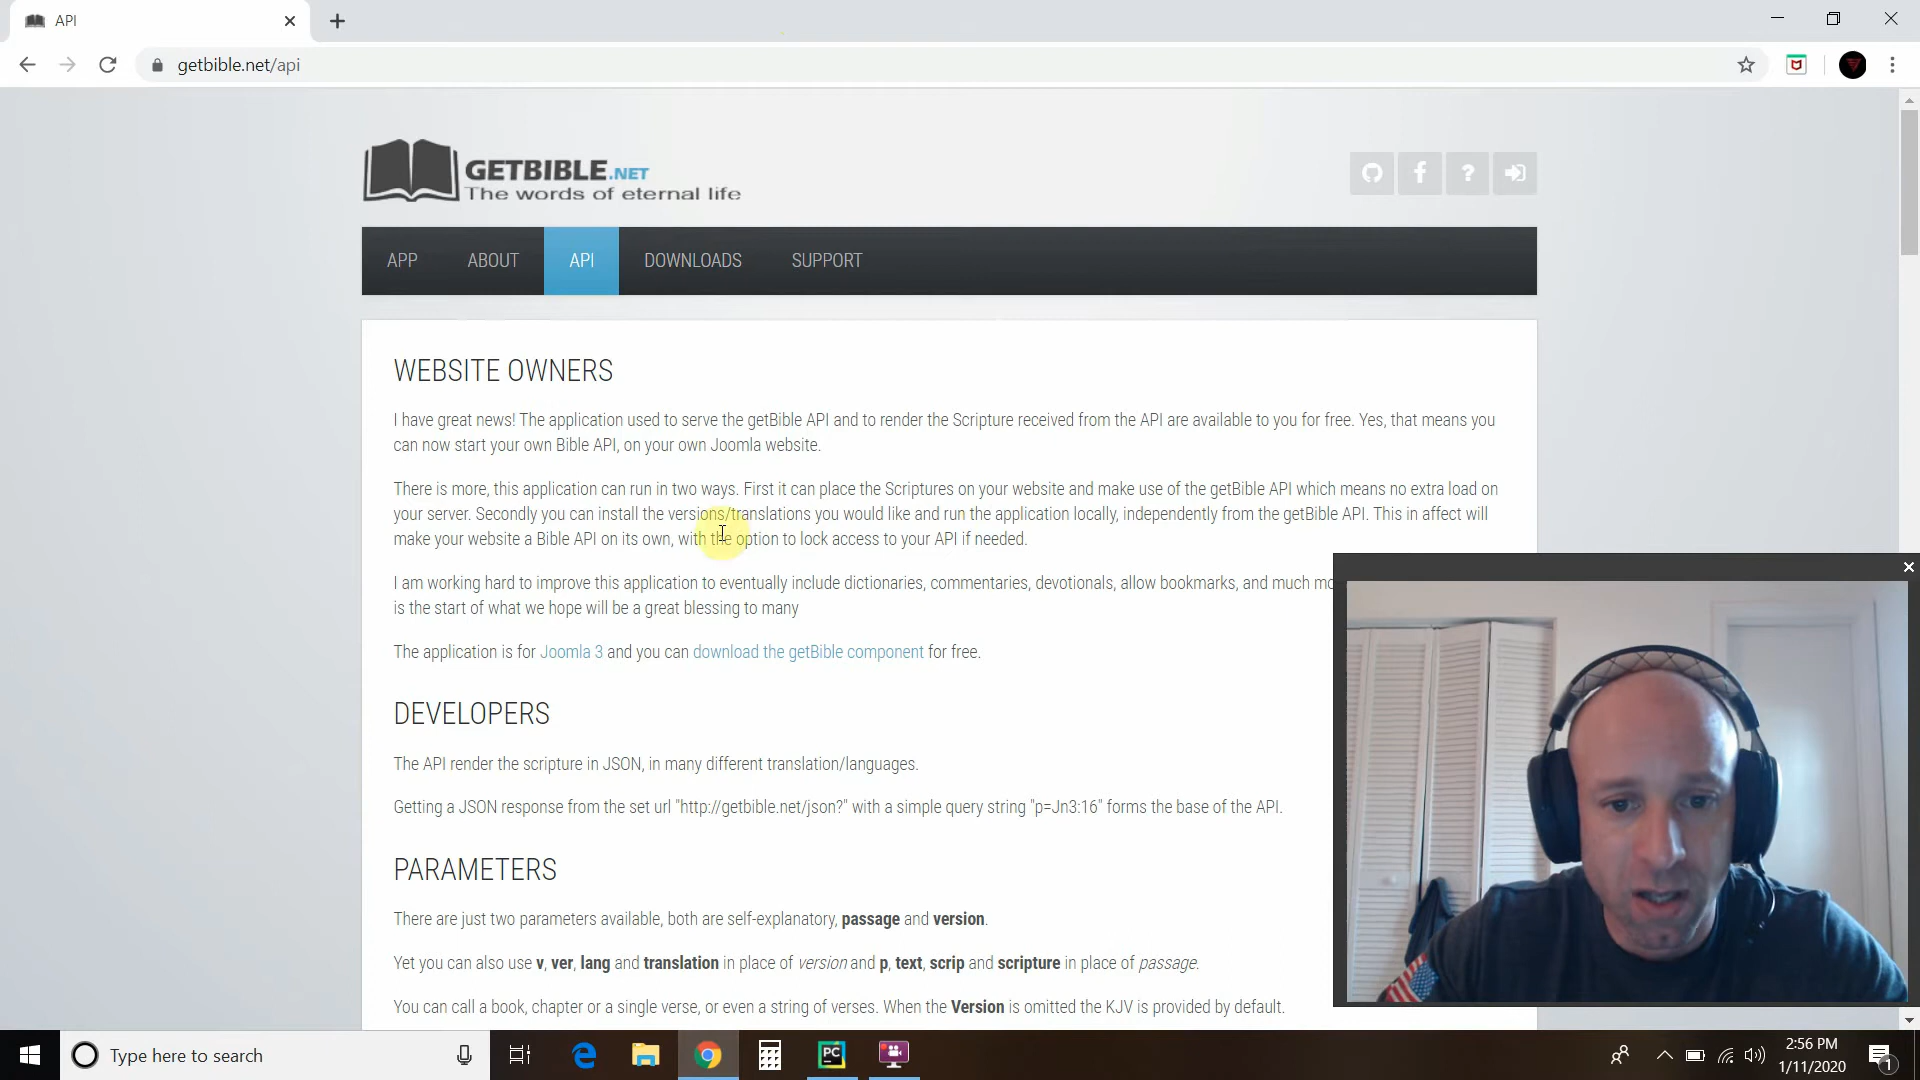 API
getbible.net/api
GETBIBLE.NET
The words of eternal life
APP ABOUT API DOWNLOADS SUPPORT
WEBSITE OWNERS
I have great news! The application used to serve the getBible API and to render the Scripture received from the API are available to you for free. Yes, that means you
can now start your own Bible API, on your own Joomla website.
There is more, this application can run in two ways. First it can place the Scriptures on your website and make use of the getBible API which means no extra load on
your server. Secondly you can install the versions/translations you would like and run the application locally, independently from the getBible API. This in affect will
make your website a Bible API on its own, with the option to lock access to your API if needed.
I am working hard to improve this application to eventually include dictionaries, commentaries, devotionals, allow bookmarks, and much
is the start of what we hope will be a great blessing to many
The application is for Joomla 3 and you can download the getBible component for free.
DEVELOPERS
The API render the scripture in JSON, in many different translation/languages.
Getting a JSON response from the set url "http://getbible.net/json?" with a simple query string "p=Jn3:16" forms the base of the API.
PARAMETERS
There are just two parameters available, both are self-explanatory, passage and version.
Yet you can also use v, ver, lang and translation in place of version and p, text, scrip and scripture in place of passage.
You can call a book, chapter or a single verse, or even a string of verses. When the Version is omitted the KJV is provided by default.
Type here to search
PC
2:56 PM
1/11/2020
1